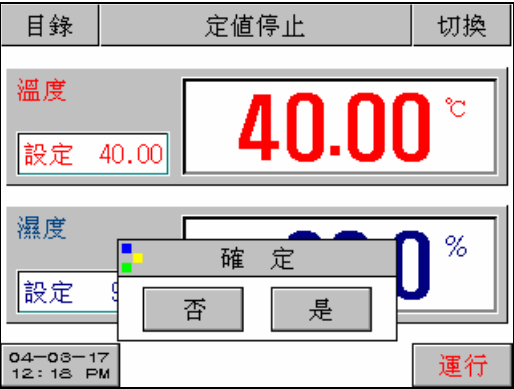 目錄 定值停止 切換
溫度
40.00 ℃
設定 40.00
濕度
%
確 定
設定
否 是
04-03-17
12:18 PM
運行